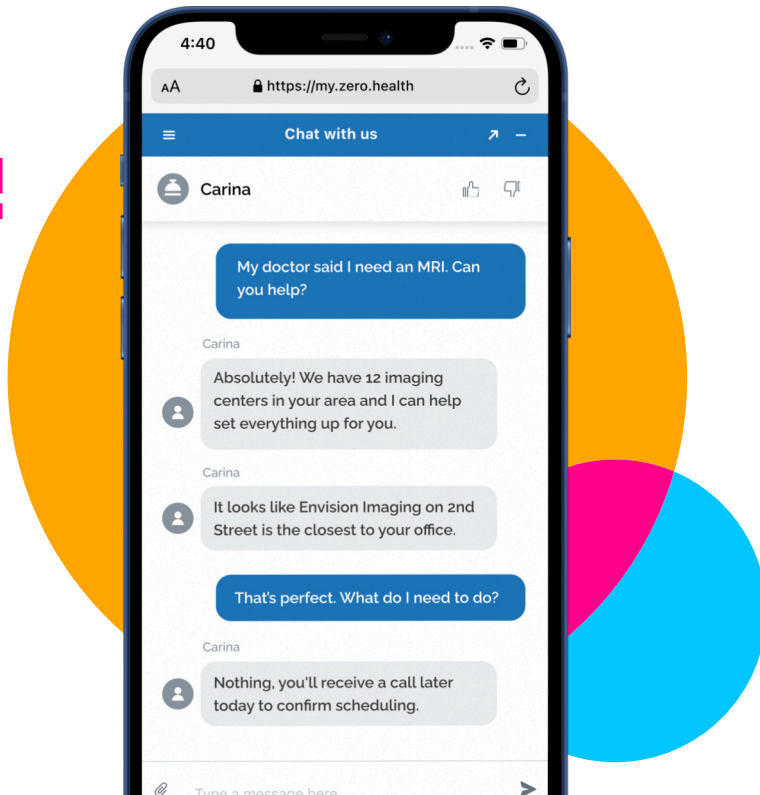 4:40
AA
https://my.zero.health
Chat with us
Carina
My doctor said I need an MRI. Can
you help?
Carina
Absolutely! We have 12 imaging
centers in your area and I can help
set everything up for you.
Carina
It looks like Envision Imaging on 2nd
Street is the closest to your office.
That's perfect. What do I need to do?
Carina
Nothing, you'll receive a call later
today to confirm scheduling.
Type a message here